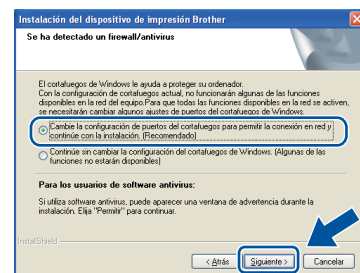 Instalación del dispositivo de impresión Brother
Se ha detectado un firewall/antivirus
El cortafuegos de Windows le ayuda a proteger su ordenador.
Con la configuración de cortafuegos actual, no funcionarán algunas de las funciones
disponibles en la red del equipo.Para que todas las funciones disponibles en la red se activen,
se necesitarán cambiar algunos ajustes de puertos del cortafuegos de Windows.
Cambie la configuración de puertos del cortafuegos para permitir la conexión en red y
continúe con la instalación. (Recomendado)
Continúe sin cambiar la configuración del cortafuegos de Windows. (Algunas de las
funciones no estarán disponibles)
Para los usuarios de software antivirus:
Si utiliza software antivirus, puede aparecer una ventana de advertencia durante la
instalación. Elija "Permitir" para continuar.
InstallShield
< Atrás
Siguiente >
Cancelar